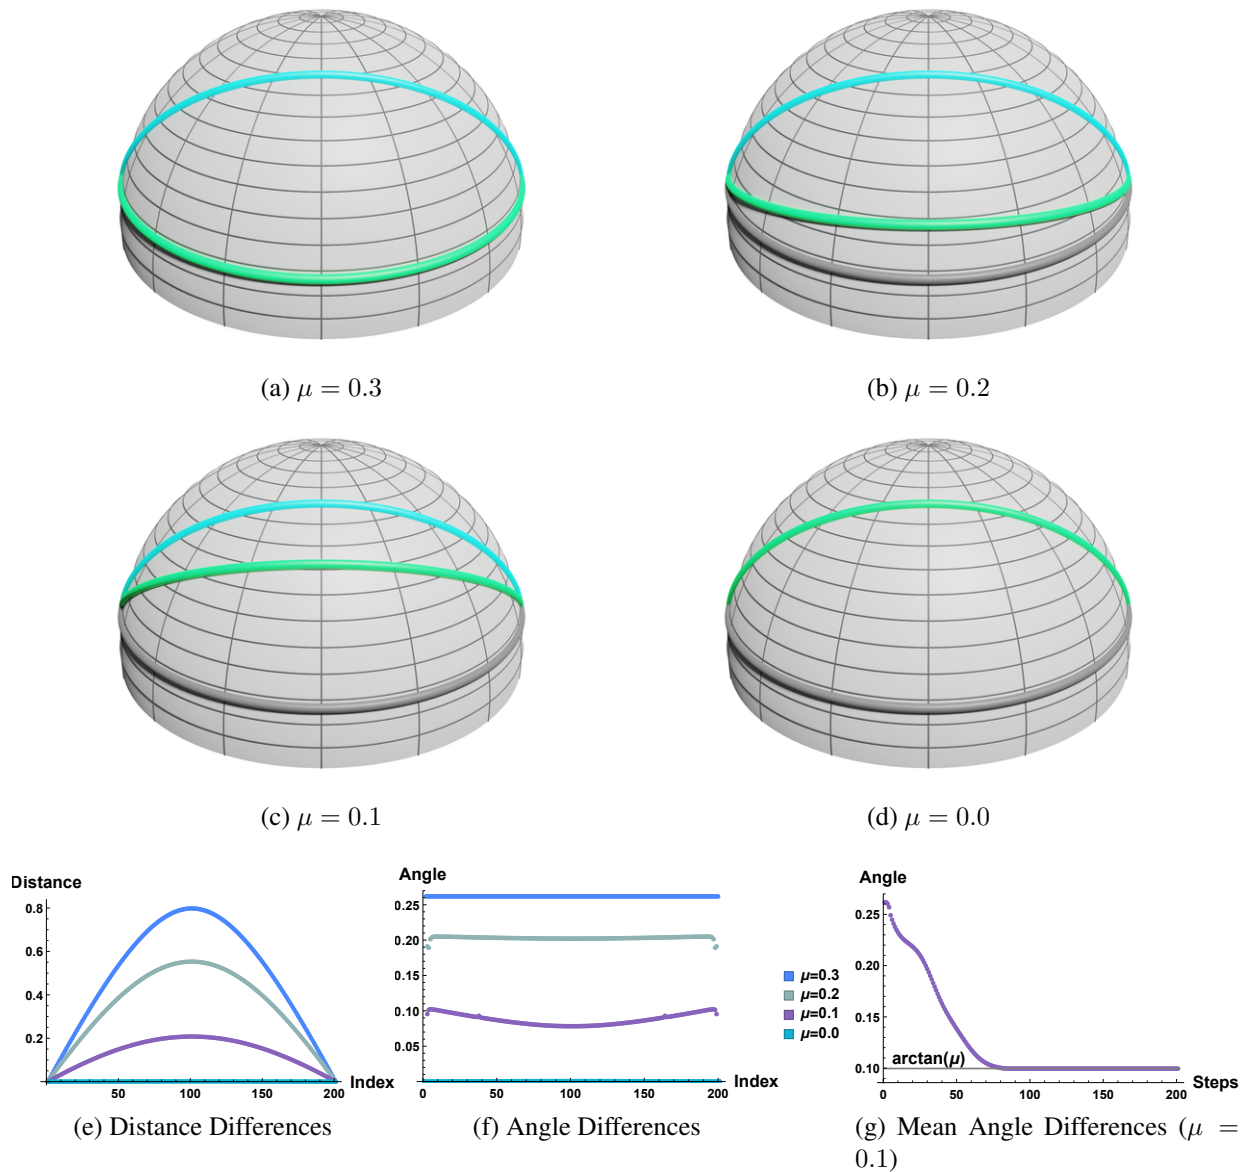 (a) μ = 0.3
(b) μ = 0.2
(c) μ = 0.1
(d) μ = 0.0
Distance
0.8
0.6
0.4
0.2
50
100
150
200
Index
(e) Distance Differences
Angle
0.25
0.20
0.15
0.10
0.05
0
50
100
150
200
Index
(f) Angle Differences
μ=0.3
μ=0.2
μ=0.1
μ=0.0
Angle
0.25
0.20
0.15
0.10
arctan(μ)
0
50
100
150
200
Steps
(g) Mean Angle Differences (μ =
0.1)